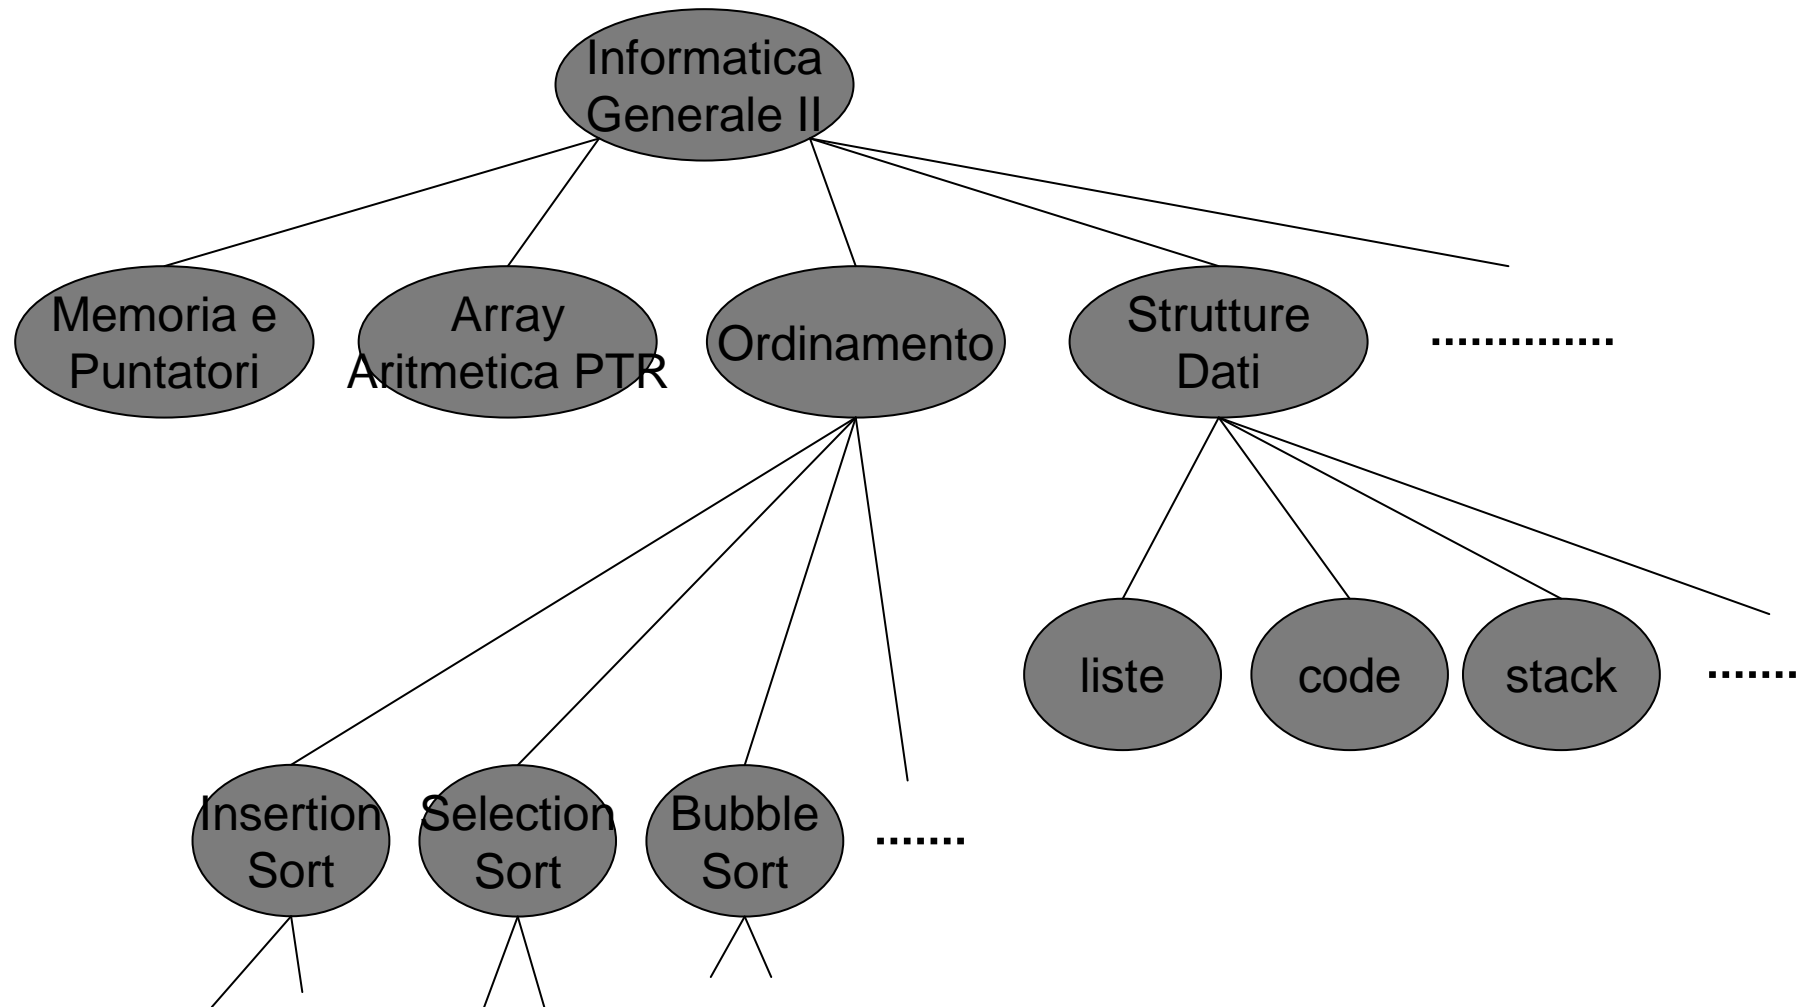 Informatica
Generale II
Memoria e
Puntatori
Array
Aritmetica PTR
Ordinamento
Strutture
Dati
..............
liste
code
stack
.......
Insertion
Sort
Selection
Sort
Bubble
Sort
.......